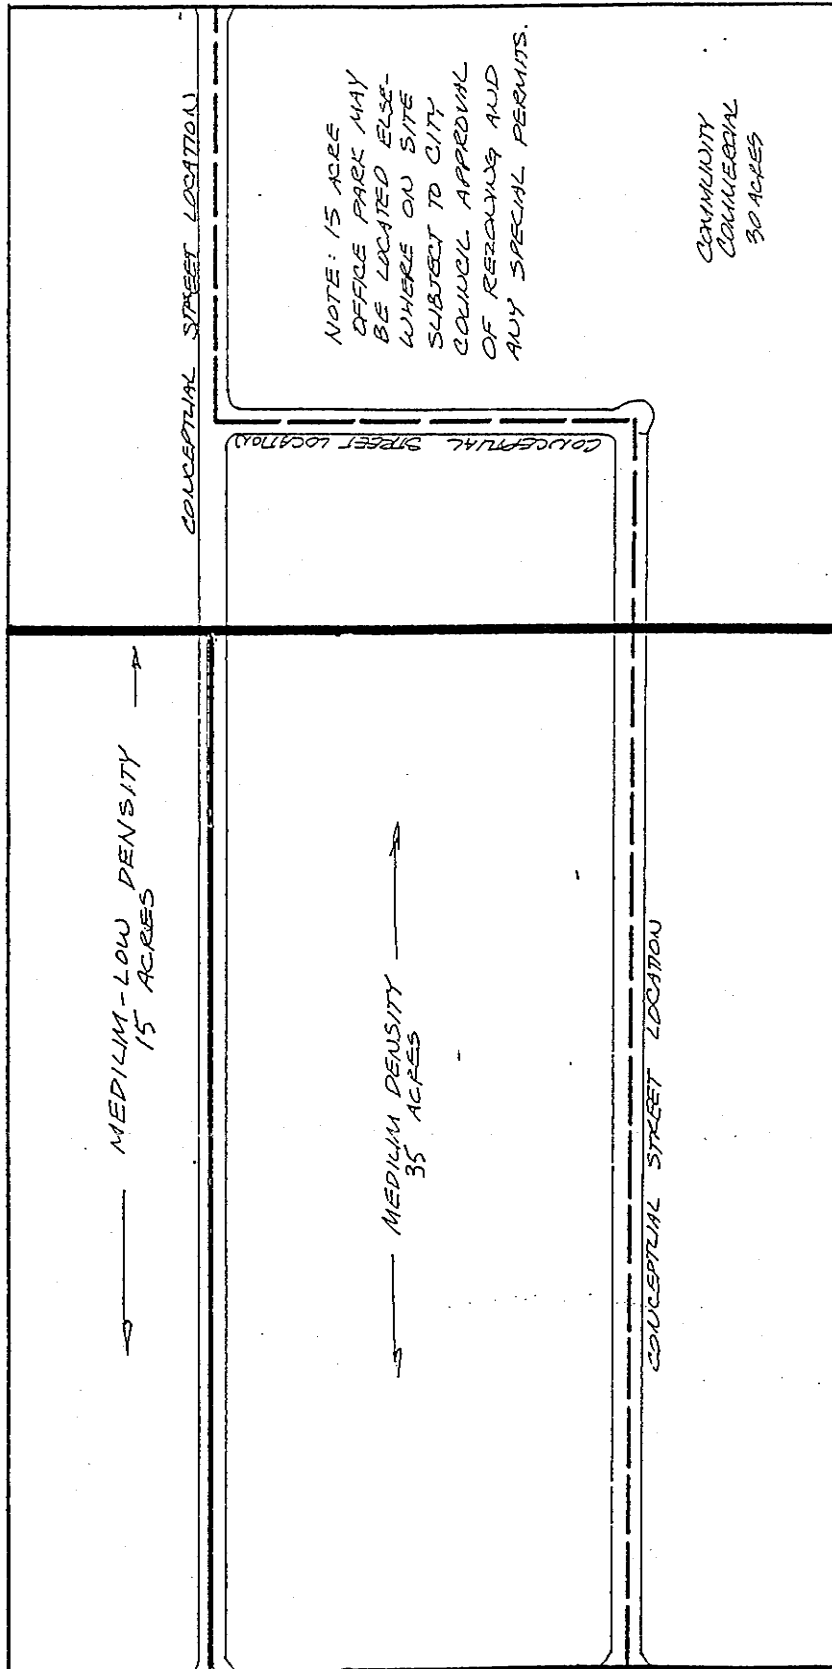 MEDIUM-LOW DENSITY
15 ACRES
MEDIUM DENSITY
35 ACRES
CONCEPTUAL STREET LOCATION
CONCEPTUAL STREET LOCATION
CONCEPTUAL STREET LOCATION
NOTE: 15 ACRE
OFFICE PARK MAY
BE LOCATED ELSE-
WHERE ON SITE
SUBJECT TO CITY
COUNCIL APPROVAL
OF REZONING AND
ANY SPECIAL PERMITS.
COMMUNITY
COMMERCIAL
30 ACRES